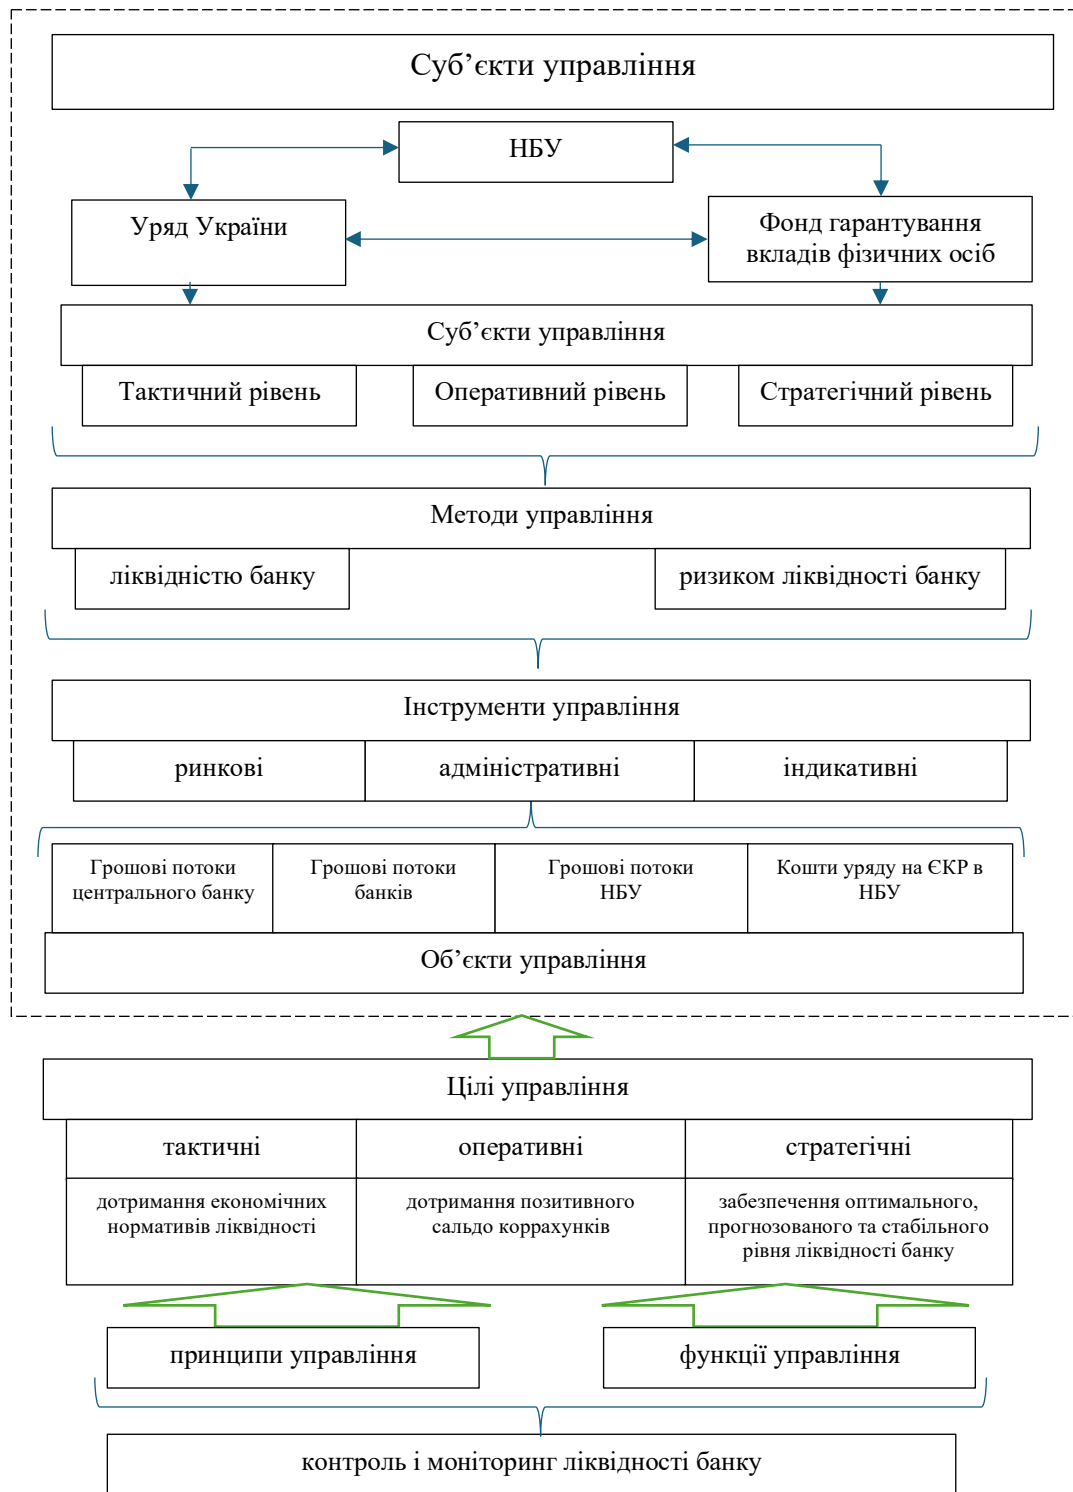 Суб’єкти управління
НБУ
Уряд України
Фонд гарантування
вкладів фізичних осіб
Суб’єкти управління
Тактичний рівень
Оперативний рівень
Стратегічний рівень
Методи управління
ліквідністю банку
ризиком ліквідності банку
Інструменти управління
ринкові
адміністративні
індикативні
Грошові потоки
центрального банку
Грошові потоки
банків
Грошові потоки
НБУ
Кошти уряду на ЄКР в
НБУ
Об’єкти управління
Цілі управління
тактичні
оперативні
стратегічні
дотримання економічних
нормативів ліквідності
дотримання позитивного
сальдо коррахунків
забезпечення оптимального,
прогнозованого та стабільного
рівня ліквідності банку
принципи управління
функції управління
контроль і моніторинг ліквідності банку